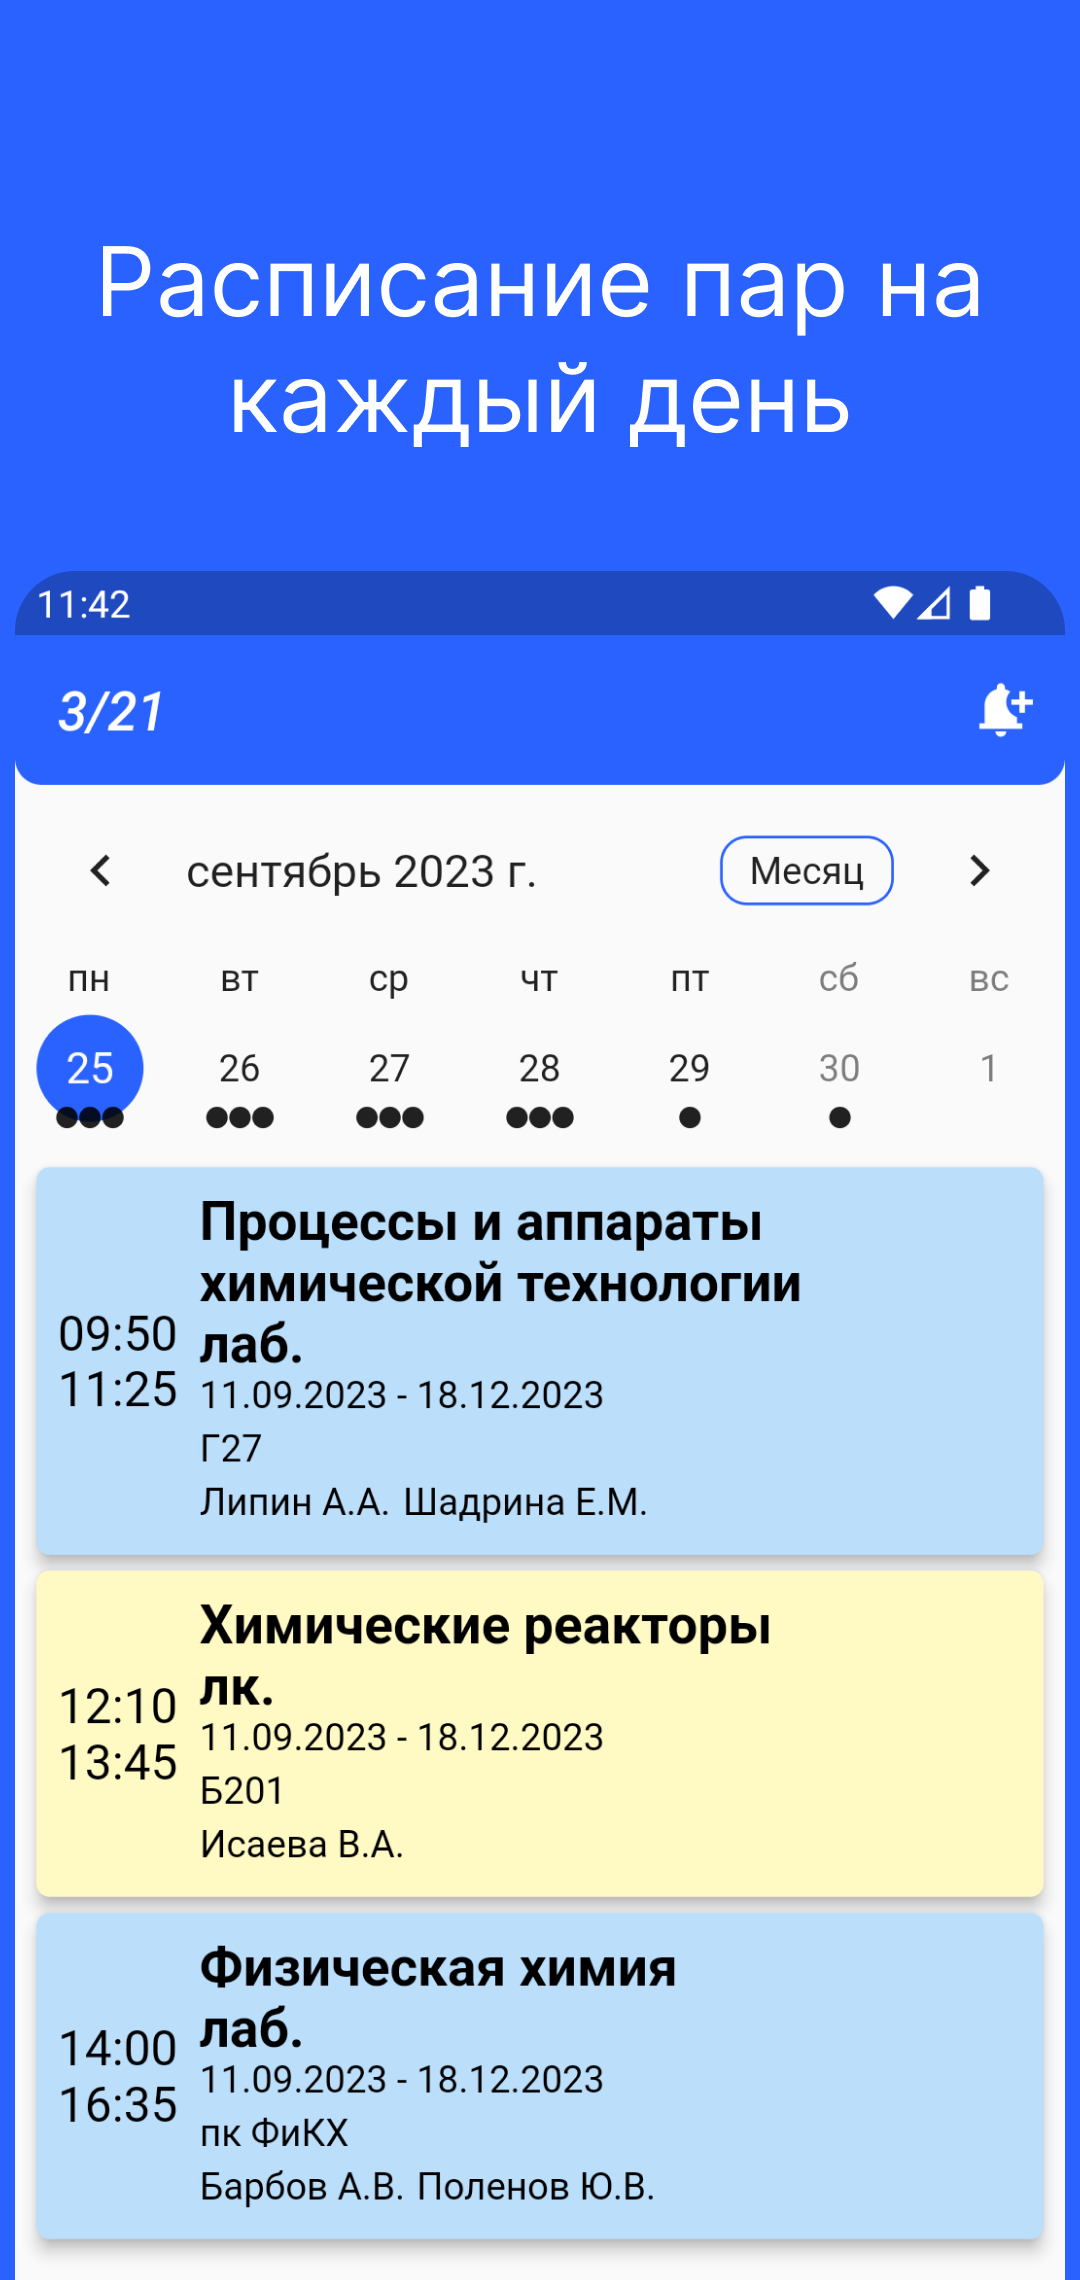 Расписание пар на
каждый день
11:42
3/21
сентябрь 2023 г.
Месяц
пн вт ср чт пт сб вс
25 26 27 28 29 30 1
09:50
11:25
Процессы и аппараты
химической технологии
лаб.
11.09.2023 - 18.12.2023
Г27
Липин А.А. Шадрина Е.М.
12:10
13:45
Химические реакторы
лк.
11.09.2023 - 18.12.2023
Б201
Исаева В.А.
14:00
16:35
Физическая химия
лаб.
11.09.2023 - 18.12.2023
пк ФиКХ
Барбов А.В. Поленов Ю.В.